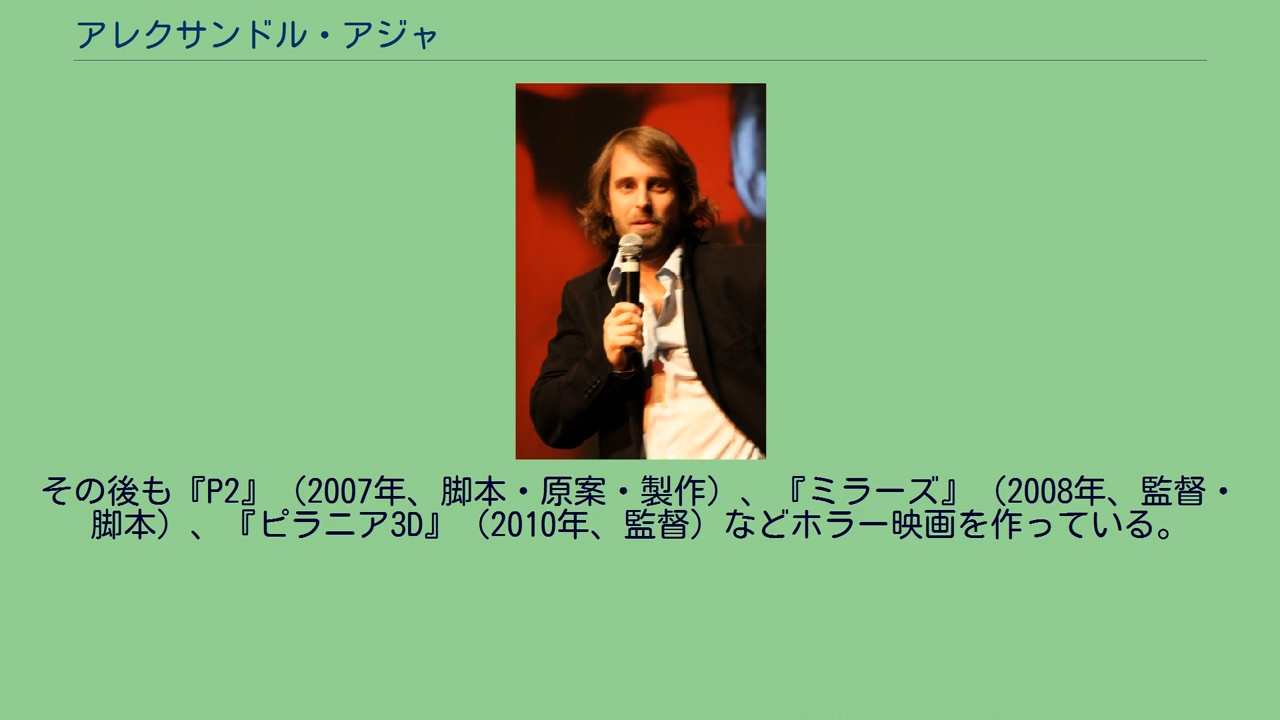 アレクサンドル・アジャ
その後も『P2』（2007年、脚本・原案・製作）、『ミラーズ』（2008年、監督・
脚本）、『ピラニア3D』（2010年、監督）などホラー映画を作っている。